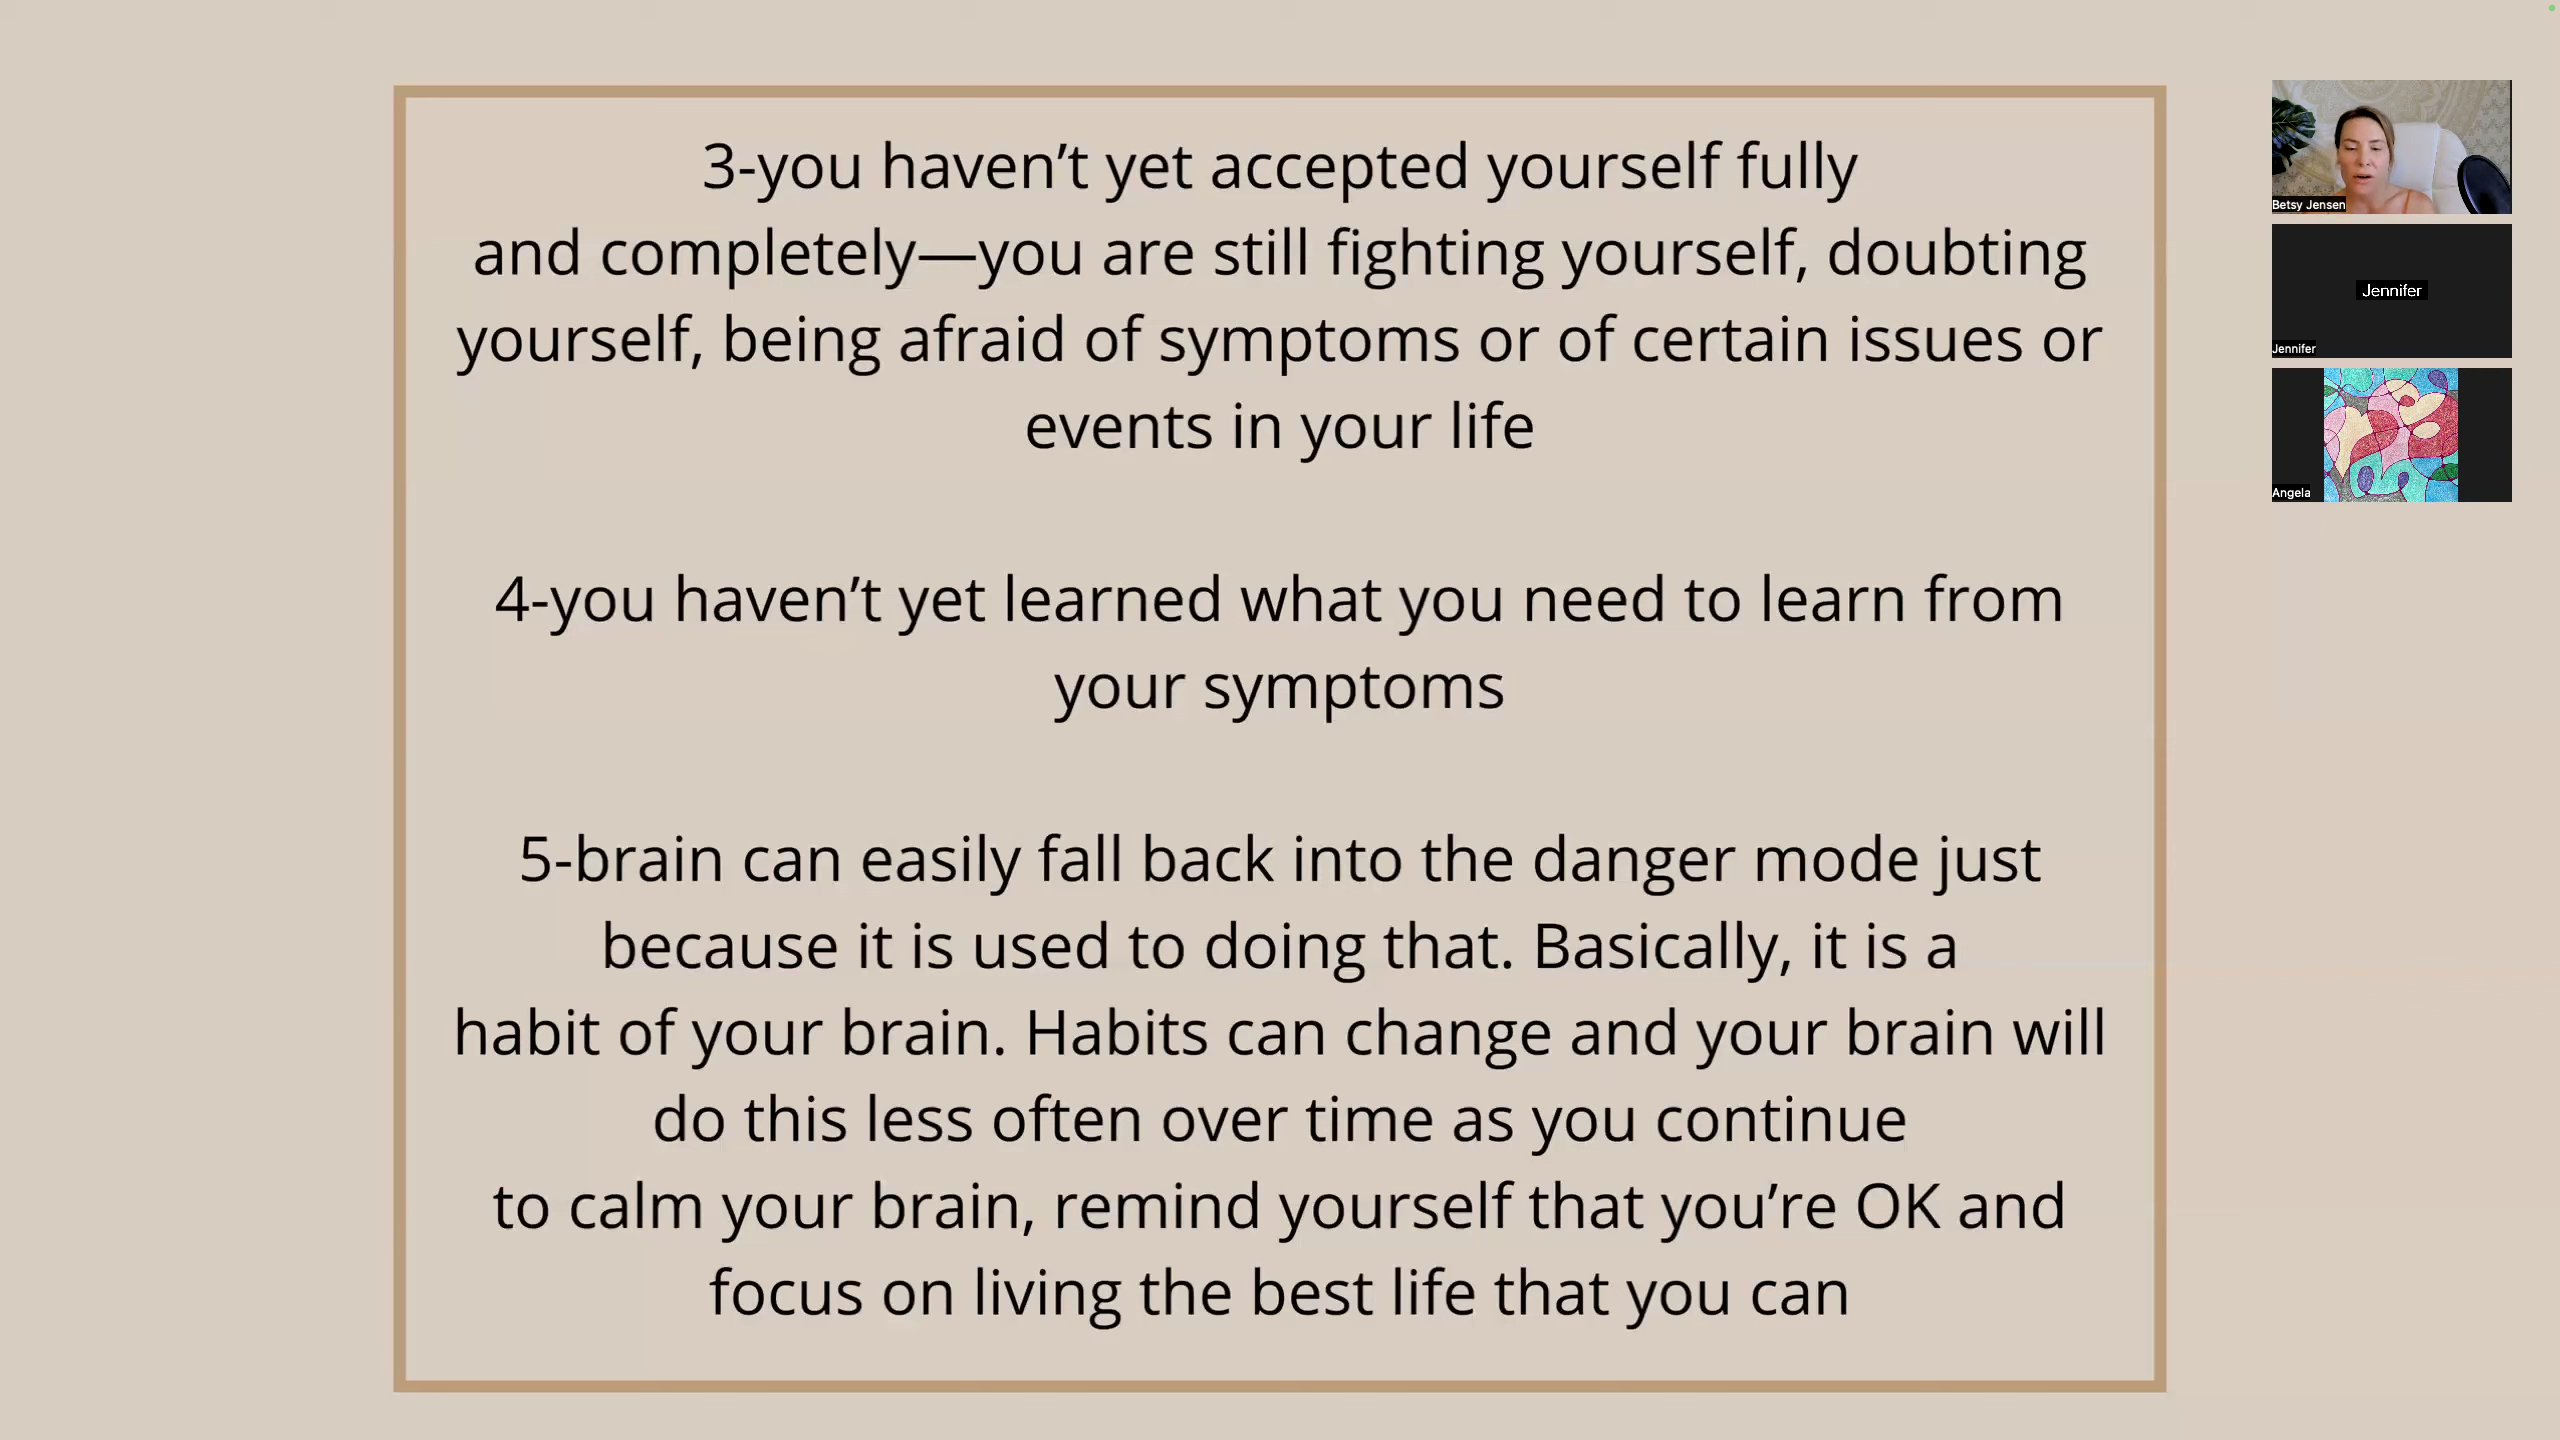 3-you haven’t yet accepted yourself fully
and completely—you are still fighting yourself, doubting
yourself, being afraid of symptoms or of certain issues or
events in your life
4-you haven’t yet learned what you need to learn from
your symptoms
5-brain can easily fall back into the danger mode just
because it is used to doing that. Basically, it is a
habit of your brain. Habits can change and your brain will
do this less often over time as you continue
to calm your brain, remind yourself that you’re OK and
focus on living the best life that you can
Betsy Jensen
Jennifer
Jennifer
Angela